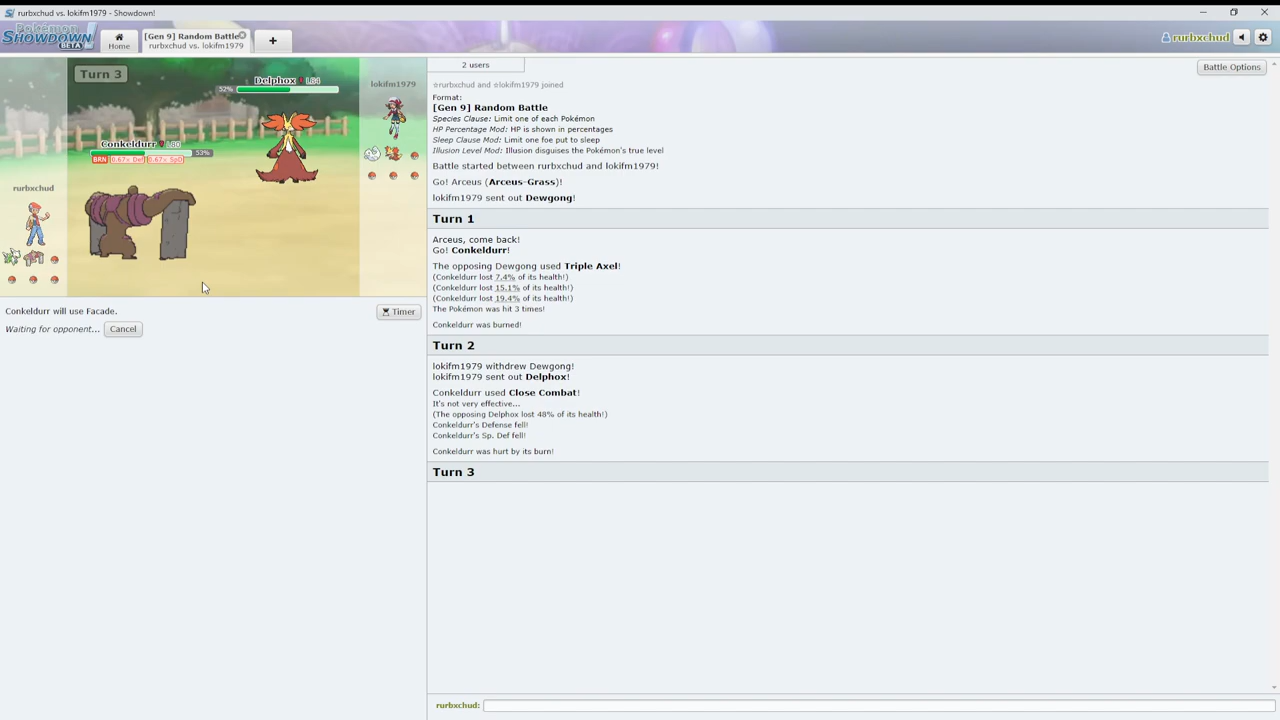 rurbxchud vs. lokifm1979 - Showdown!
Pokémon
SHOWDOWN!
BETA
Home
[Gen 9] Random Battle
rurbxchud vs. lokifm1979
+
rurbxchud
Turn 3
Delphox L84
52%
lokifm1979
Conkeldurr L80
53%
BRN 0.67× Def 0.67× SpD
rurbxchud
Conkeldurr will use Facade.
Timer
Waiting for opponent... Cancel
2 users
Battle Options
☆rurbxchud and ☆lokifm1979 joined
Format:
[Gen 9] Random Battle
Species Clause: Limit one of each Pokémon
HP Percentage Mod: HP is shown in percentages
Sleep Clause Mod: Limit one foe put to sleep
Illusion Level Mod: Illusion disguises the Pokémon's true level
Battle started between rurbxchud and lokifm1979!
Go! Arceus (Arceus-Grass)!
lokifm1979 sent out Dewgong!
Turn 1
Arceus, come back!
Go! Conkeldurr!
The opposing Dewgong used Triple Axel!
(Conkeldurr lost 7.4% of its health!)
(Conkeldurr lost 15.1% of its health!)
(Conkeldurr lost 19.4% of its health!)
The Pokémon was hit 3 times!
Conkeldurr was burned!
Turn 2
lokifm1979 withdrew Dewgong!
lokifm1979 sent out Delphox!
Conkeldurr used Close Combat!
It's not very effective...
(The opposing Delphox lost 48% of its health!)
Conkeldurr's Defense fell!
Conkeldurr's Sp. Def fell!
Conkeldurr was hurt by its burn!
Turn 3
rurbxchud: